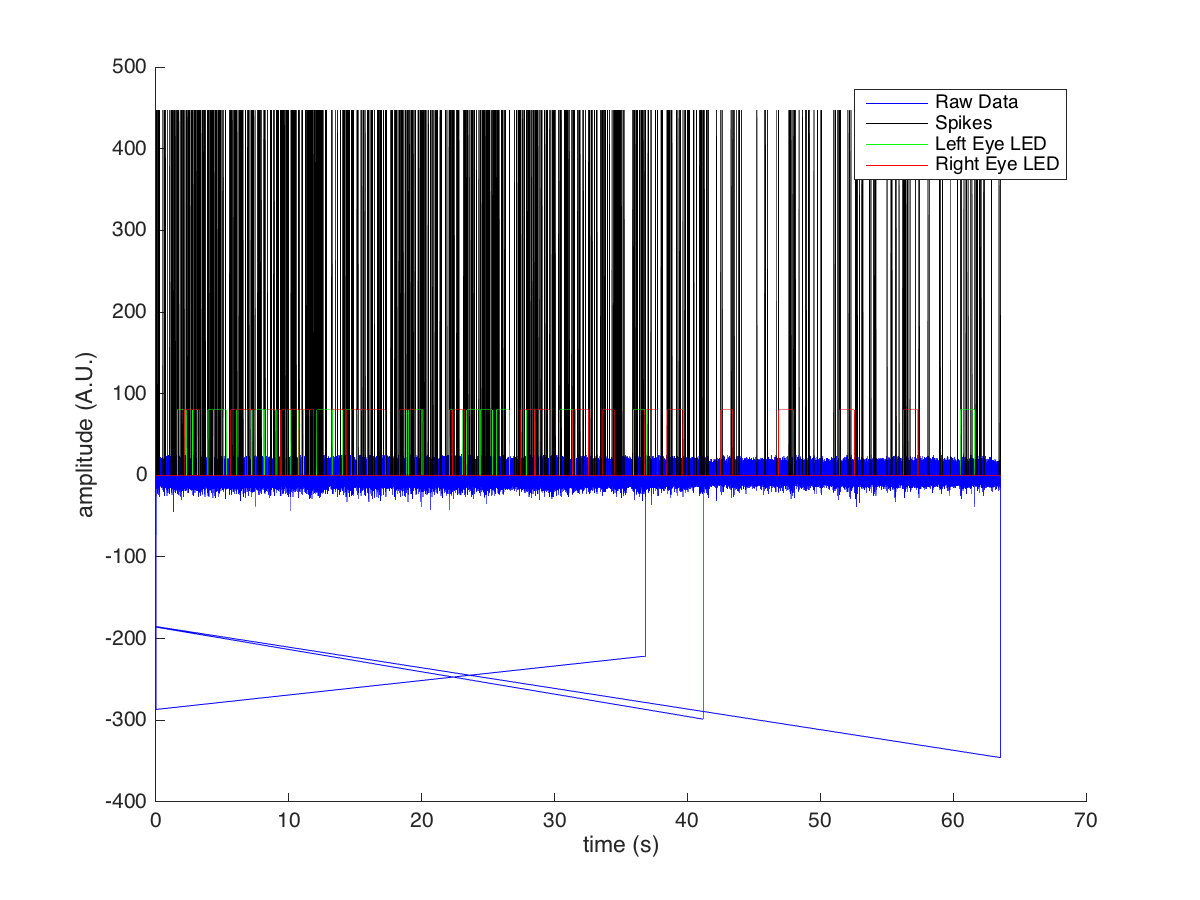 500
400
300
200
100
0
-100
-200
-300
-400
0 10 20 30 40 50 60 70
time (s)
amplitude (A.U.)
Raw Data
Spikes
Left Eye LED
Right Eye LED